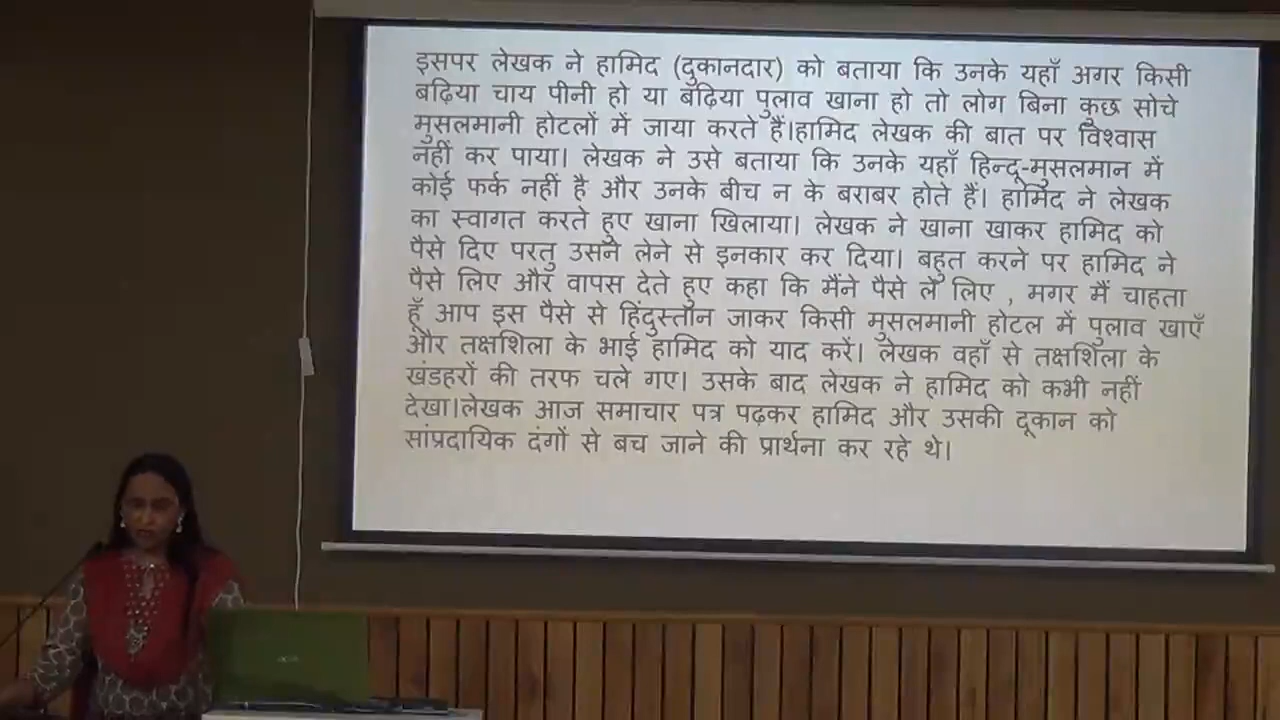 इसपर लेखक ने हामिद (दुकानदार) को बताया कि उनके यहाँ अगर किसी
बढ़िया चाय पीनी हो या बढ़िया पुलाव खाना हो तो लोग बिना कुछ सोचे
मुसलमानी होटलों में जाया करते हैं।हामिद लेखक की बात पर विश्वास
नहीं कर पाया। लेखक ने उसे बताया कि उनके यहाँ हिन्दू-मुसलमान में
कोई फर्क नहीं है और उनके बीच न के बराबर होते हैं। हामिद ने लेखक
का स्वागत करते हुए खाना खिलाया। लेखक ने खाना खाकर हामिद को
पैसे दिए परतु उसने लेने से इनकार कर दिया। बहुत करने पर हामिद ने
पैसे लिए और वापस देते हुए कहा कि मैंने पैसे ले लिए , मगर मैं चाहता
हूँ आप इस पैसे से हिंदुस्तान जाकर किसी मुसलमानी होटल में पुलाव खाएँ
और तक्षशिला के भाई हामिद को याद करें। लेखक वहाँ से तक्षशिला के
खंडहरों की तरफ चले गए। उसके बाद लेखक ने हामिद को कभी नहीं
देखा।लेखक आज समाचार पत्र पढ़कर हामिद और उसकी दूकान को
सांप्रदायिक दंगों से बच जाने की प्रार्थना कर रहे थे।
acer